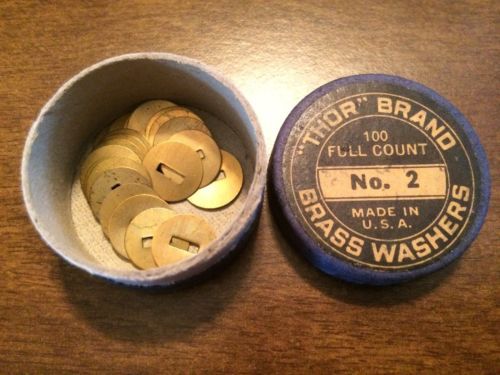 "THOR" BRAND
100
FULL COUNT
No. 2
MADE IN
U.S.A.
BRASS WASHERS